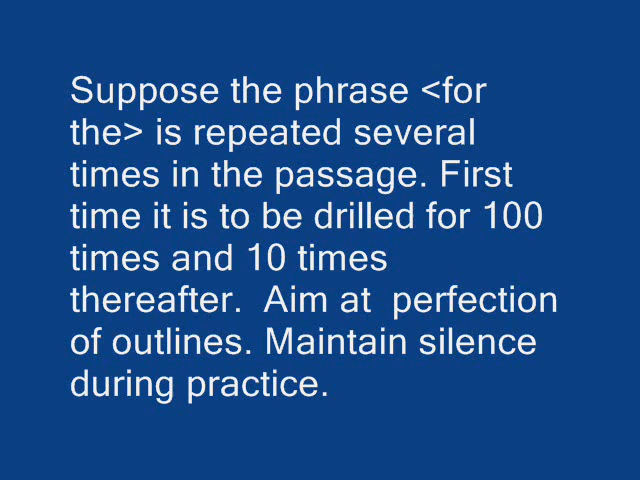 Suppose the phrase <for
the> is repeated several
times in the passage. First
time it is to be drilled for 100
times and 10 times
thereafter.  Aim at  perfection
of outlines. Maintain silence
during practice.